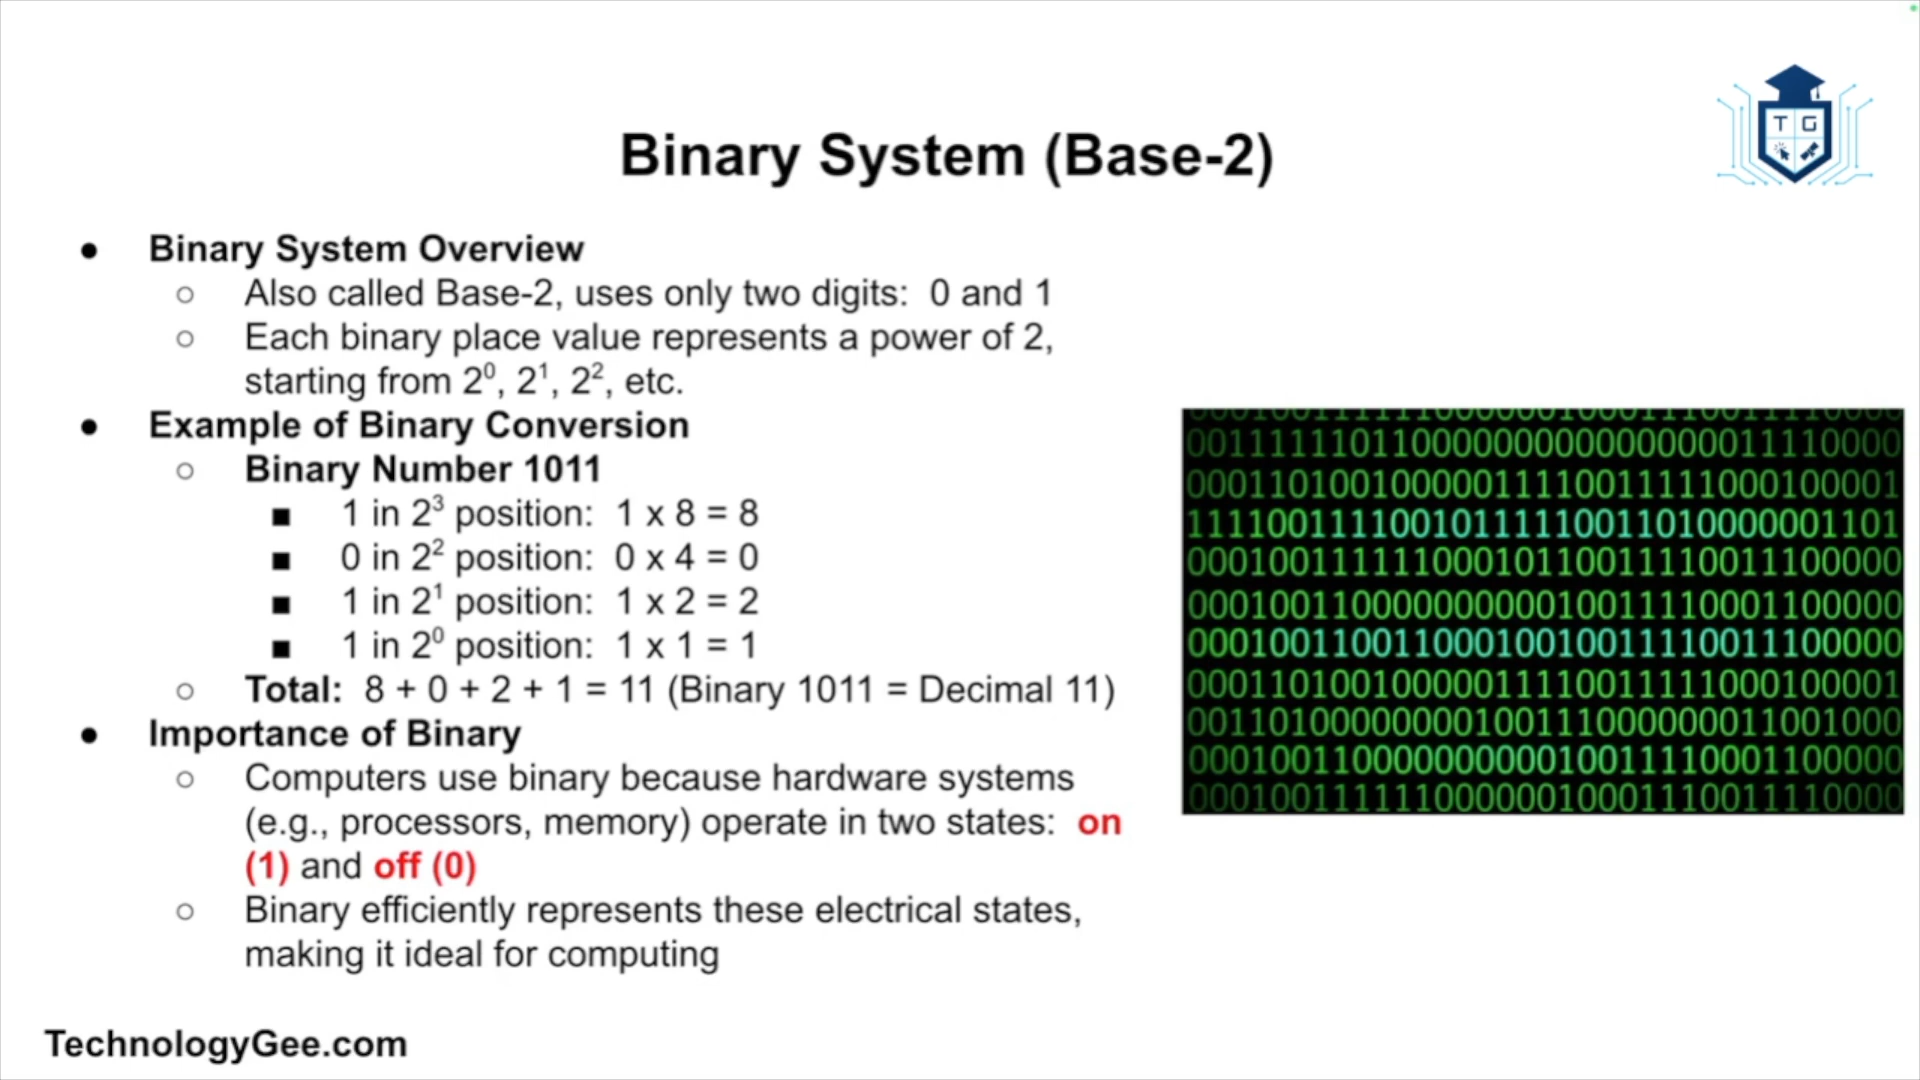 Binary System (Base-2)
T G
● Binary System Overview
○ Also called Base-2, uses only two digits: 0 and 1
○ Each binary place value represents a power of 2,
starting from 2⁰, 2¹, 2², etc.
● Example of Binary Conversion
○ Binary Number 1011
■ 1 in 2³ position: 1 x 8 = 8
■ 0 in 2² position: 0 x 4 = 0
■ 1 in 2¹ position: 1 x 2 = 2
■ 1 in 2⁰ position: 1 x 1 = 1
○ Total: 8 + 0 + 2 + 1 = 11 (Binary 1011 = Decimal 11)
● Importance of Binary
○ Computers use binary because hardware systems
(e.g., processors, memory) operate in two states: on
(1) and off (0)
○ Binary efficiently represents these electrical states,
making it ideal for computing
TechnologyGee.com